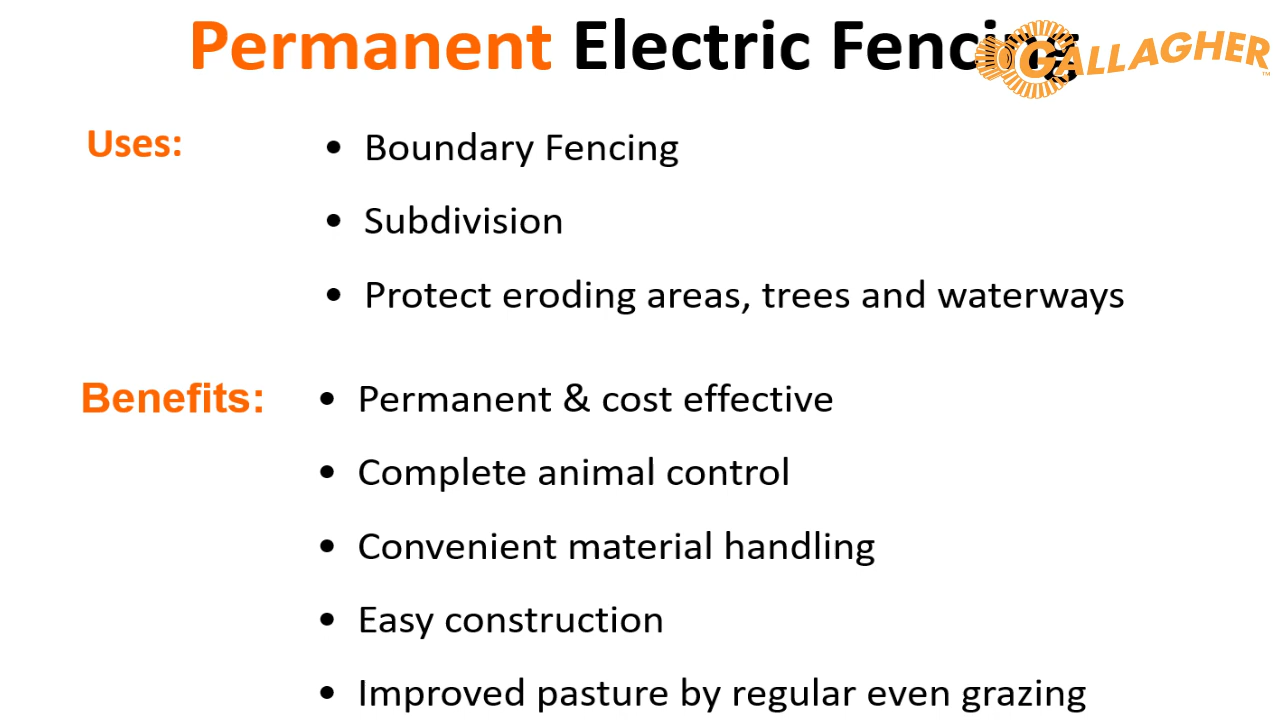 Permanent Electric Fencing
GALLAGHER™
Uses:
• Boundary Fencing
• Subdivision
• Protect eroding areas, trees and waterways
Benefits:
• Permanent & cost effective
• Complete animal control
• Convenient material handling
• Easy construction
• Improved pasture by regular even grazing